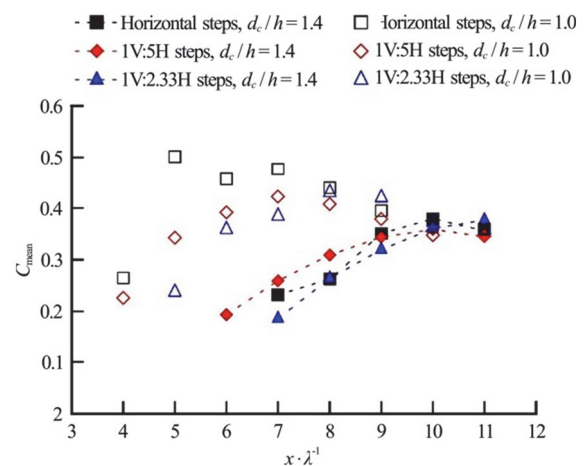 Horizontal steps, dc/h=1.4
Horizontal steps, dc/h=1.0
1V:5H steps, dc/h=1.4
1V:5H steps, dc/h=1.0
1V:2.33H steps, dc/h=1.4
1V:2.33H steps, dc/h=1.0
0.6
0.5
0.4
0.3
0.2
0.1
2
Cmean
3 4 5 6 7 8 9 10 11 12
x·λ⁻¹